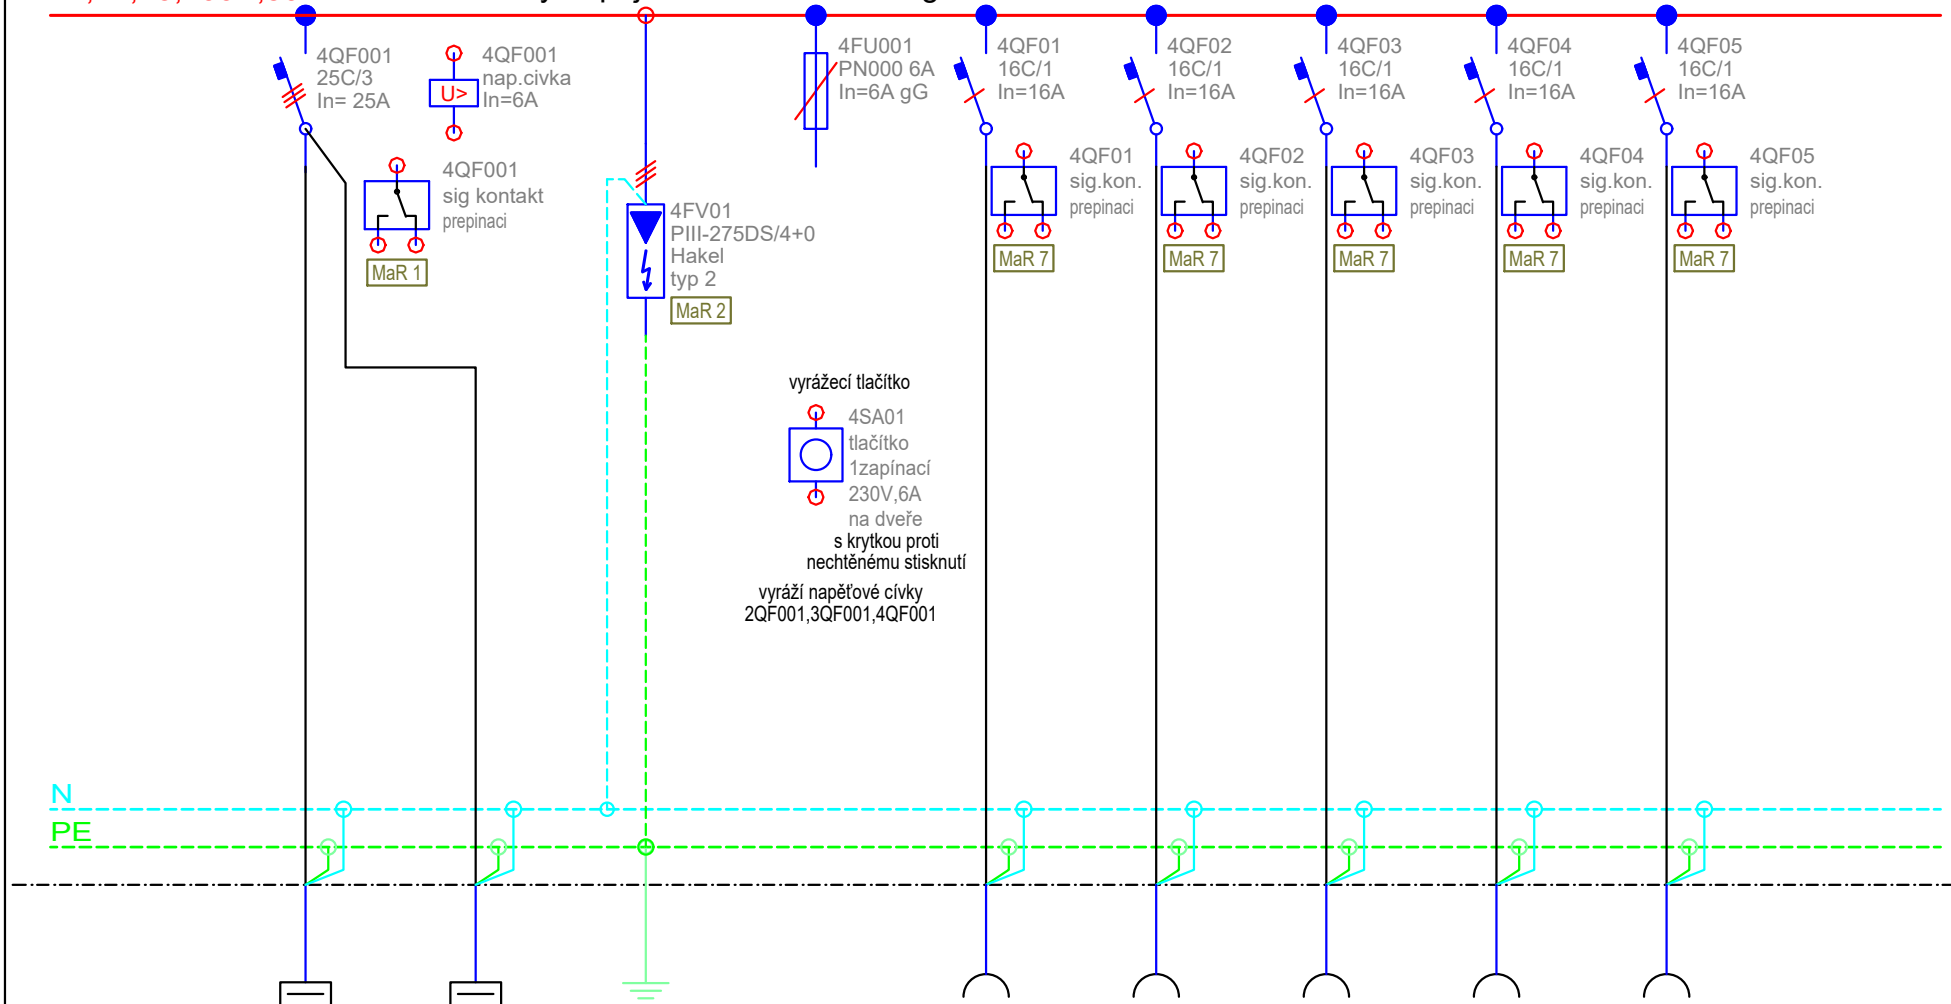 4QF001
25C/3
In= 25A
4QF001
nap.civka
In=6A
U>
4QF001
sig kontakt
prepinaci
MaR 1
4FV01
PIII-275DS/4+0
Hakel
typ 2
MaR 2
4FU001
PN000 6A
In=6A gG
vyrážecí tlačítko
4SA01
tlačítko
1zapínací
230V,6A
na dveře
s krytkou proti
nechtěnému stisknutí
vyráží napěťové cívky
2QF001,3QF001,4QF001
4QF01
16C/1
In=16A
4QF01
sig.kon.
prepinaci
MaR 7
4QF02
16C/1
In=16A
4QF02
sig.kon.
prepinaci
MaR 7
4QF03
16C/1
In=16A
4QF03
sig.kon.
prepinaci
MaR 7
4QF04
16C/1
In=16A
4QF04
sig.kon.
prepinaci
MaR 7
4QF05
16C/1
In=16A
4QF05
sig.kon.
prepinaci
MaR 7
N
PE